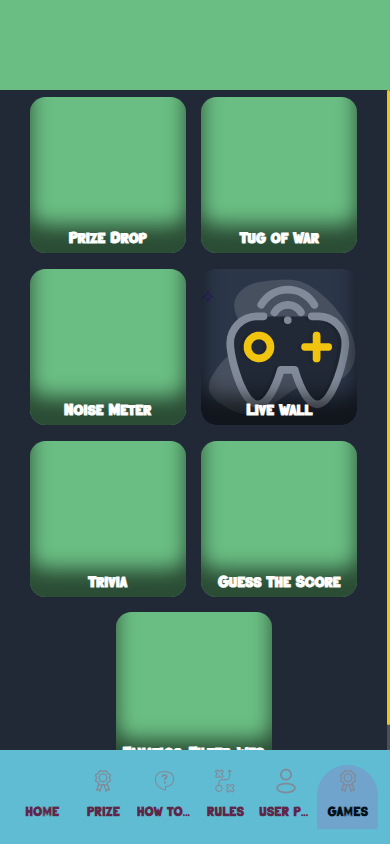 Prize Drop
Tug of War
Noise Meter
Live Wall
Trivia
Guess The Score
HOME
PRIZE
HOW TO...
RULES
USER P...
GAMES